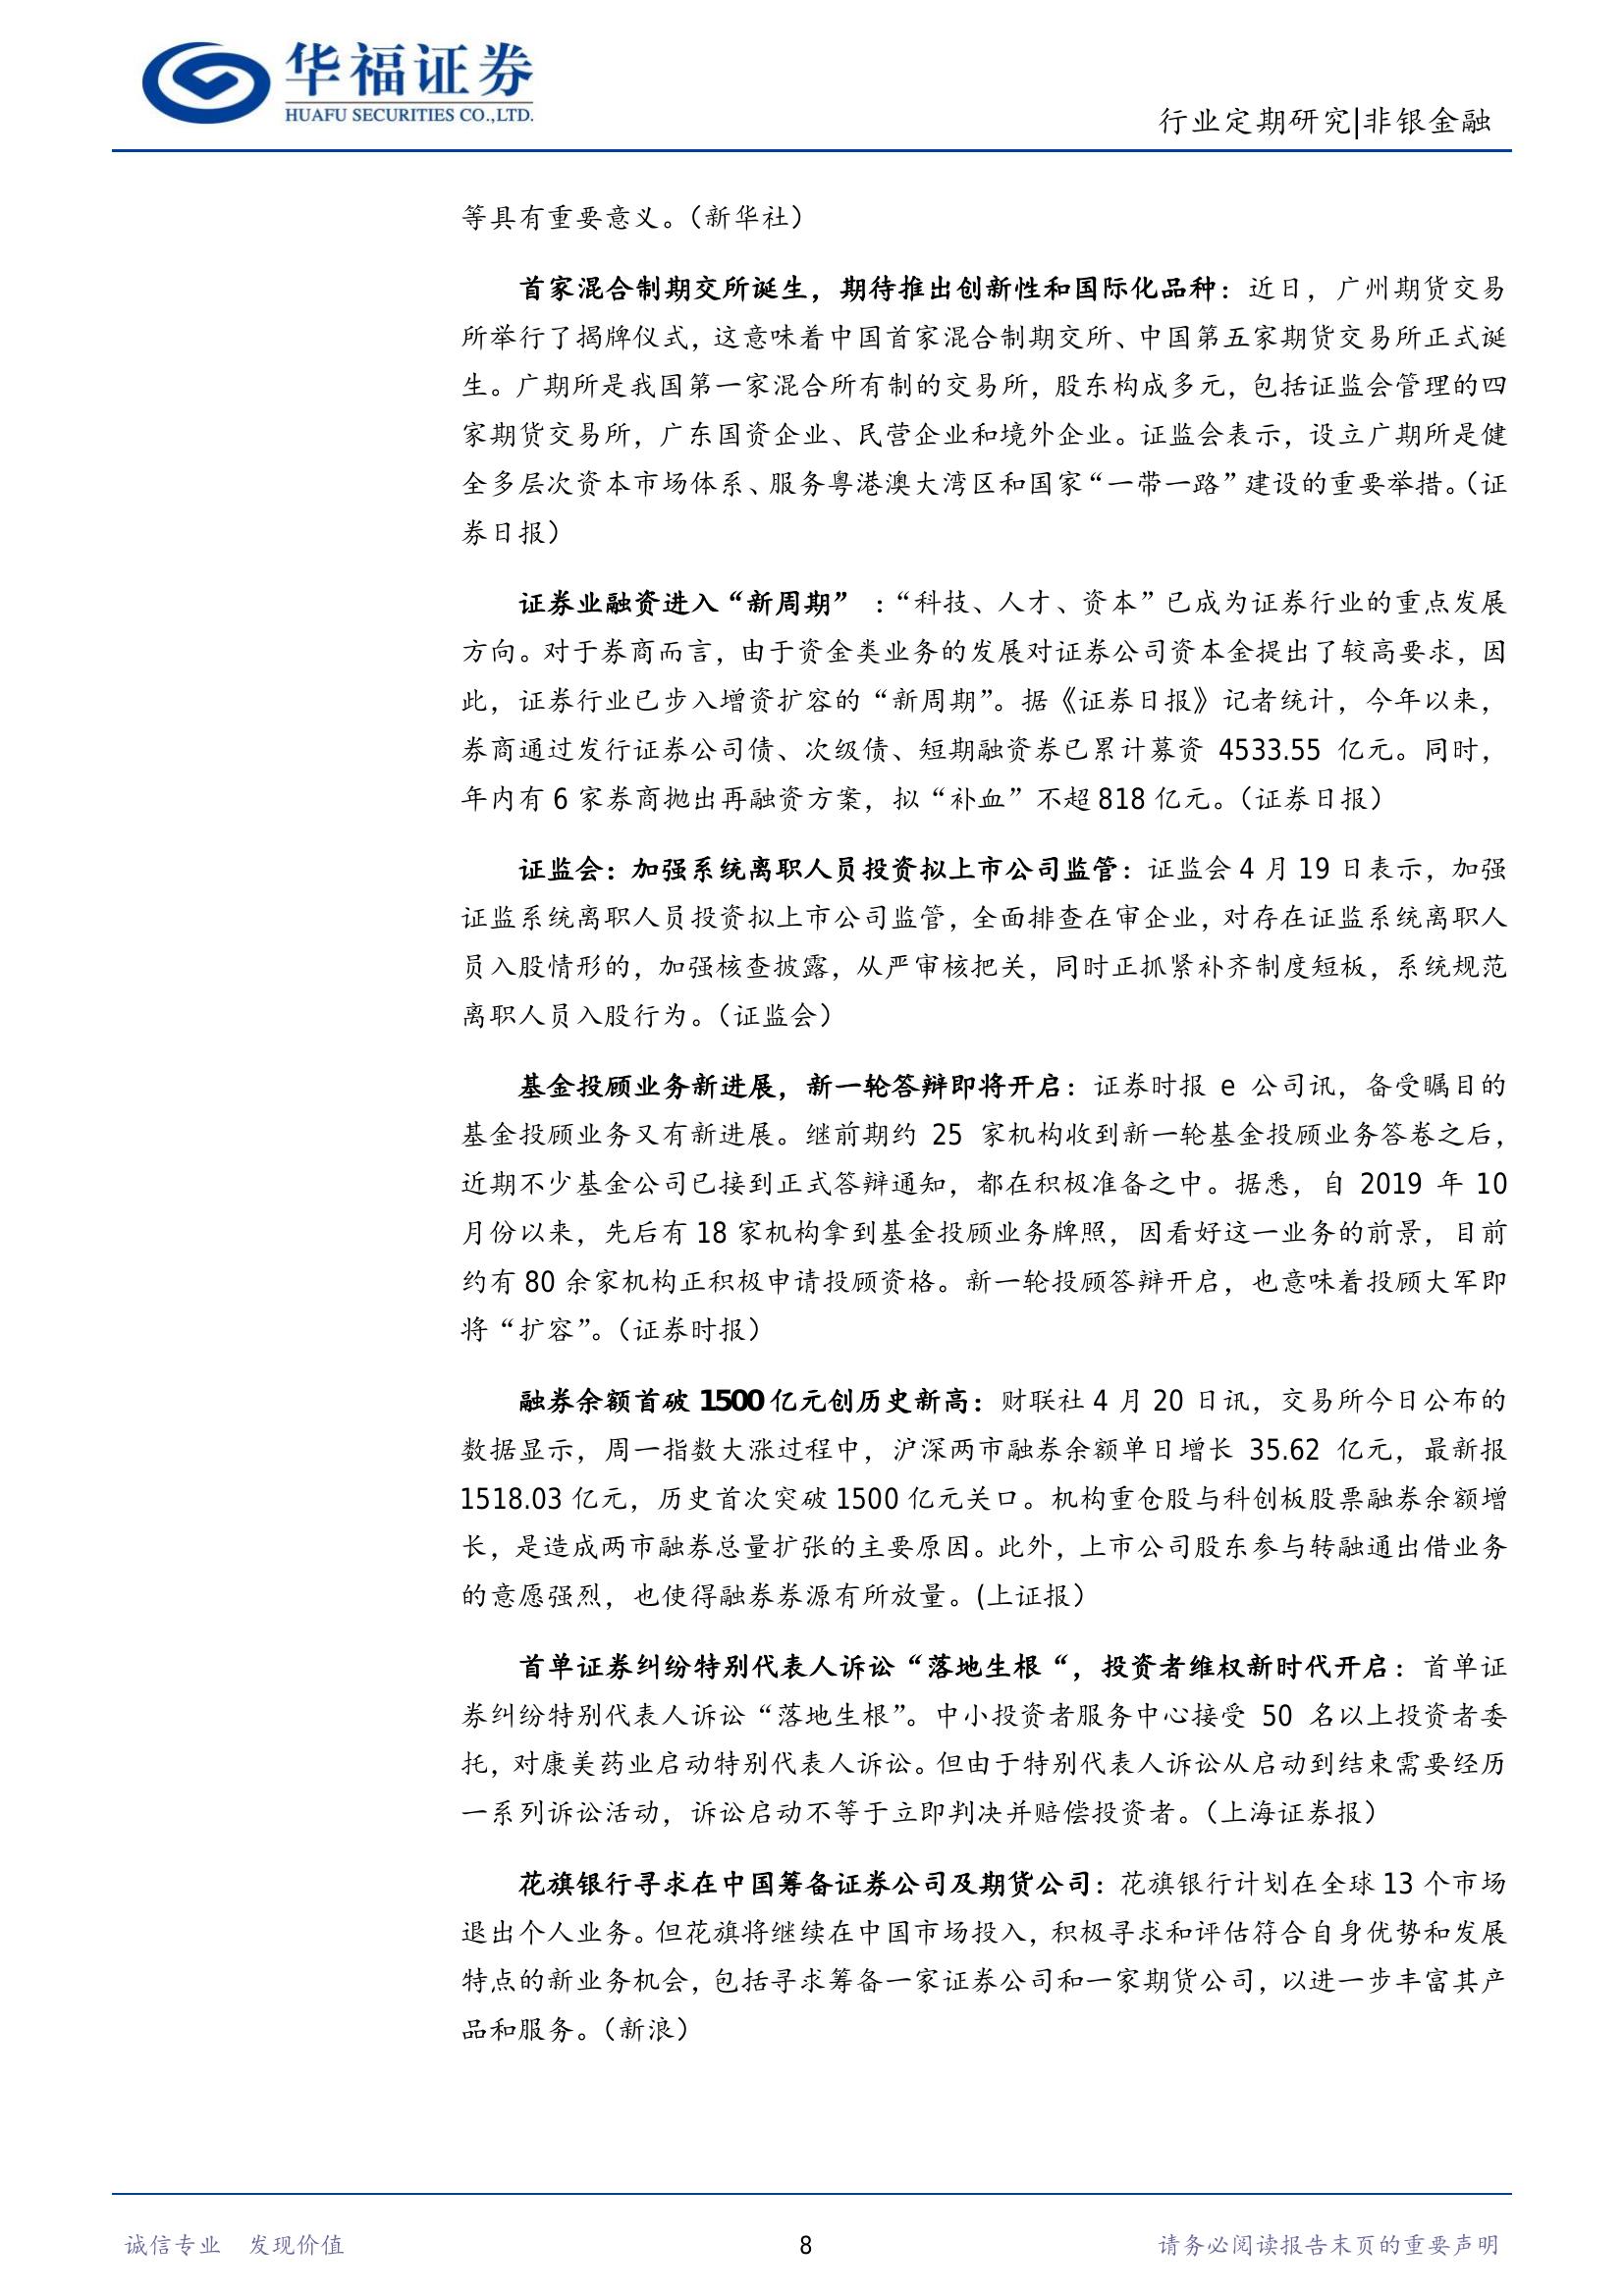 华福证券
HUAFU SECURITIES CO.,LTD.
行业定期研究|非银金融
等具有重要意义。（新华社）
首家混合制期交所诞生，期待推出创新性和国际化品种：近日，广州期货交易
所举行了揭牌仪式，这意味着中国首家混合制期交所、中国第五家期货交易所正式诞
生。广期所是我国第一家混合所有制的交易所，股东构成多元，包括证监会管理的四
家期货交易所，广东国资企业、民营企业和境外企业。证监会表示，设立广期所是健
全多层次资本市场体系、服务粤港澳大湾区和国家“一带一路”建设的重要举措。（证
券日报）
证券业融资进入“新周期” ：“科技、人才、资本”已成为证券行业的重点发展
方向。对于券商而言，由于资金类业务的发展对证券公司资本金提出了较高要求，因
此，证券行业已步入增资扩容的“新周期”。据《证券日报》记者统计，今年以来，
券商通过发行证券公司债、次级债、短期融资券已累计募资 4533.55 亿元。同时，
年内有 6 家券商抛出再融资方案，拟“补血”不超 818 亿元。（证券日报）
证监会：加强系统离职人员投资拟上市公司监管：证监会 4 月 19 日表示，加强
证监系统离职人员投资拟上市公司监管，全面排查在审企业，对存在证监系统离职人
员入股情形的，加强核查披露，从严审核把关，同时正抓紧补齐制度短板，系统规范
离职人员入股行为。（证监会）
基金投顾业务新进展，新一轮答辩即将开启：证券时报 e 公司讯，备受瞩目的
基金投顾业务又有新进展。继前期约 25 家机构收到新一轮基金投顾业务答卷之后，
近期不少基金公司已接到正式答辩通知，都在积极准备之中。据悉，自 2019 年 10
月份以来，先后有 18 家机构拿到基金投顾业务牌照，因看好这一业务的前景，目前
约有 80 余家机构正积极申请投顾资格。新一轮投顾答辩开启，也意味着投顾大军即
将“扩容”。（证券时报）
融券余额首破 1500 亿元创历史新高：财联社 4 月 20 日讯，交易所今日公布的
数据显示，周一指数大涨过程中，沪深两市融券余额单日增长 35.62 亿元，最新报
1518.03 亿元，历史首次突破 1500 亿元关口。机构重仓股与科创板股票融券余额增
长，是造成两市融券总量扩张的主要原因。此外，上市公司股东参与转融通出借业务
的意愿强烈，也使得融券券源有所放量。(上证报）
首单证券纠纷特别代表人诉讼“落地生根“，投资者维权新时代开启：首单证
券纠纷特别代表人诉讼“落地生根”。中小投资者服务中心接受 50 名以上投资者委
托，对康美药业启动特别代表人诉讼。但由于特别代表人诉讼从启动到结束需要经历
一系列诉讼活动，诉讼启动不等于立即判决并赔偿投资者。（上海证券报）
花旗银行寻求在中国筹备证券公司及期货公司：花旗银行计划在全球 13 个市场
退出个人业务。但花旗将继续在中国市场投入，积极寻求和评估符合自身优势和发展
特点的新业务机会，包括寻求筹备一家证券公司和一家期货公司，以进一步丰富其产
品和服务。（新浪）
诚信专业 发现价值
8
请务必阅读报告末页的重要声明